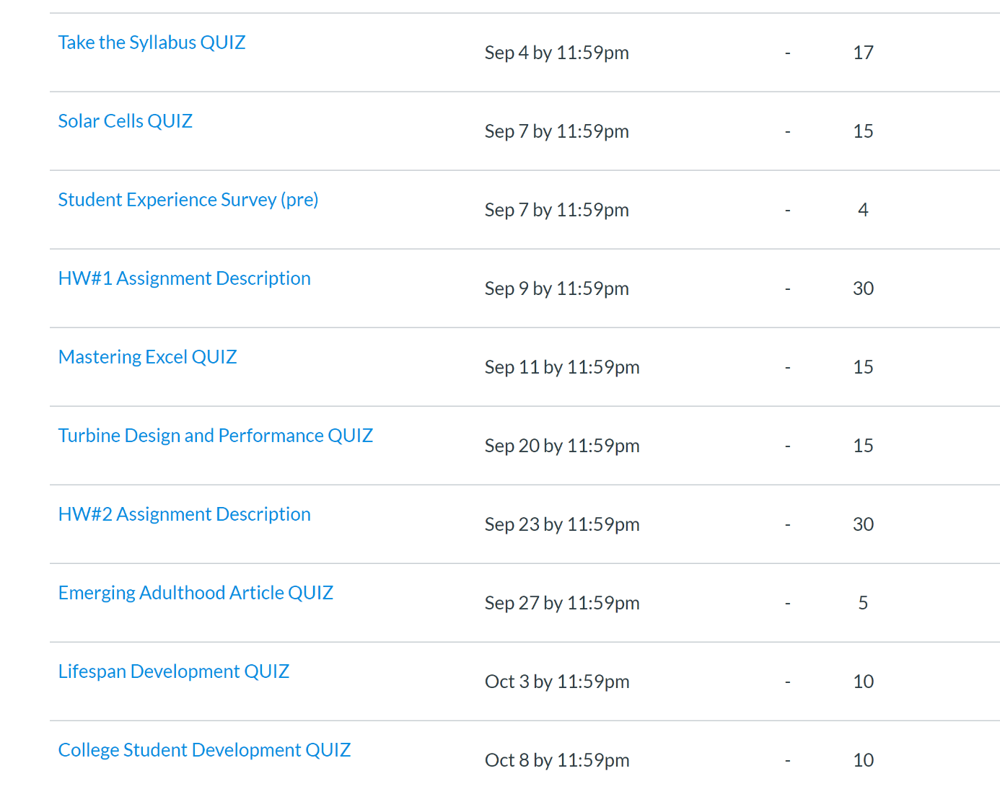 Take the Syllabus QUIZ
Sep 4 by 11:59pm - 17
Solar Cells QUIZ
Sep 7 by 11:59pm - 15
Student Experience Survey (pre)
Sep 7 by 11:59pm - 4
HW#1 Assignment Description
Sep 9 by 11:59pm - 30
Mastering Excel QUIZ
Sep 11 by 11:59pm - 15
Turbine Design and Performance QUIZ
Sep 20 by 11:59pm - 15
HW#2 Assignment Description
Sep 23 by 11:59pm - 30
Emerging Adulthood Article QUIZ
Sep 27 by 11:59pm - 5
Lifespan Development QUIZ
Oct 3 by 11:59pm - 10
College Student Development QUIZ
Oct 8 by 11:59pm - 10